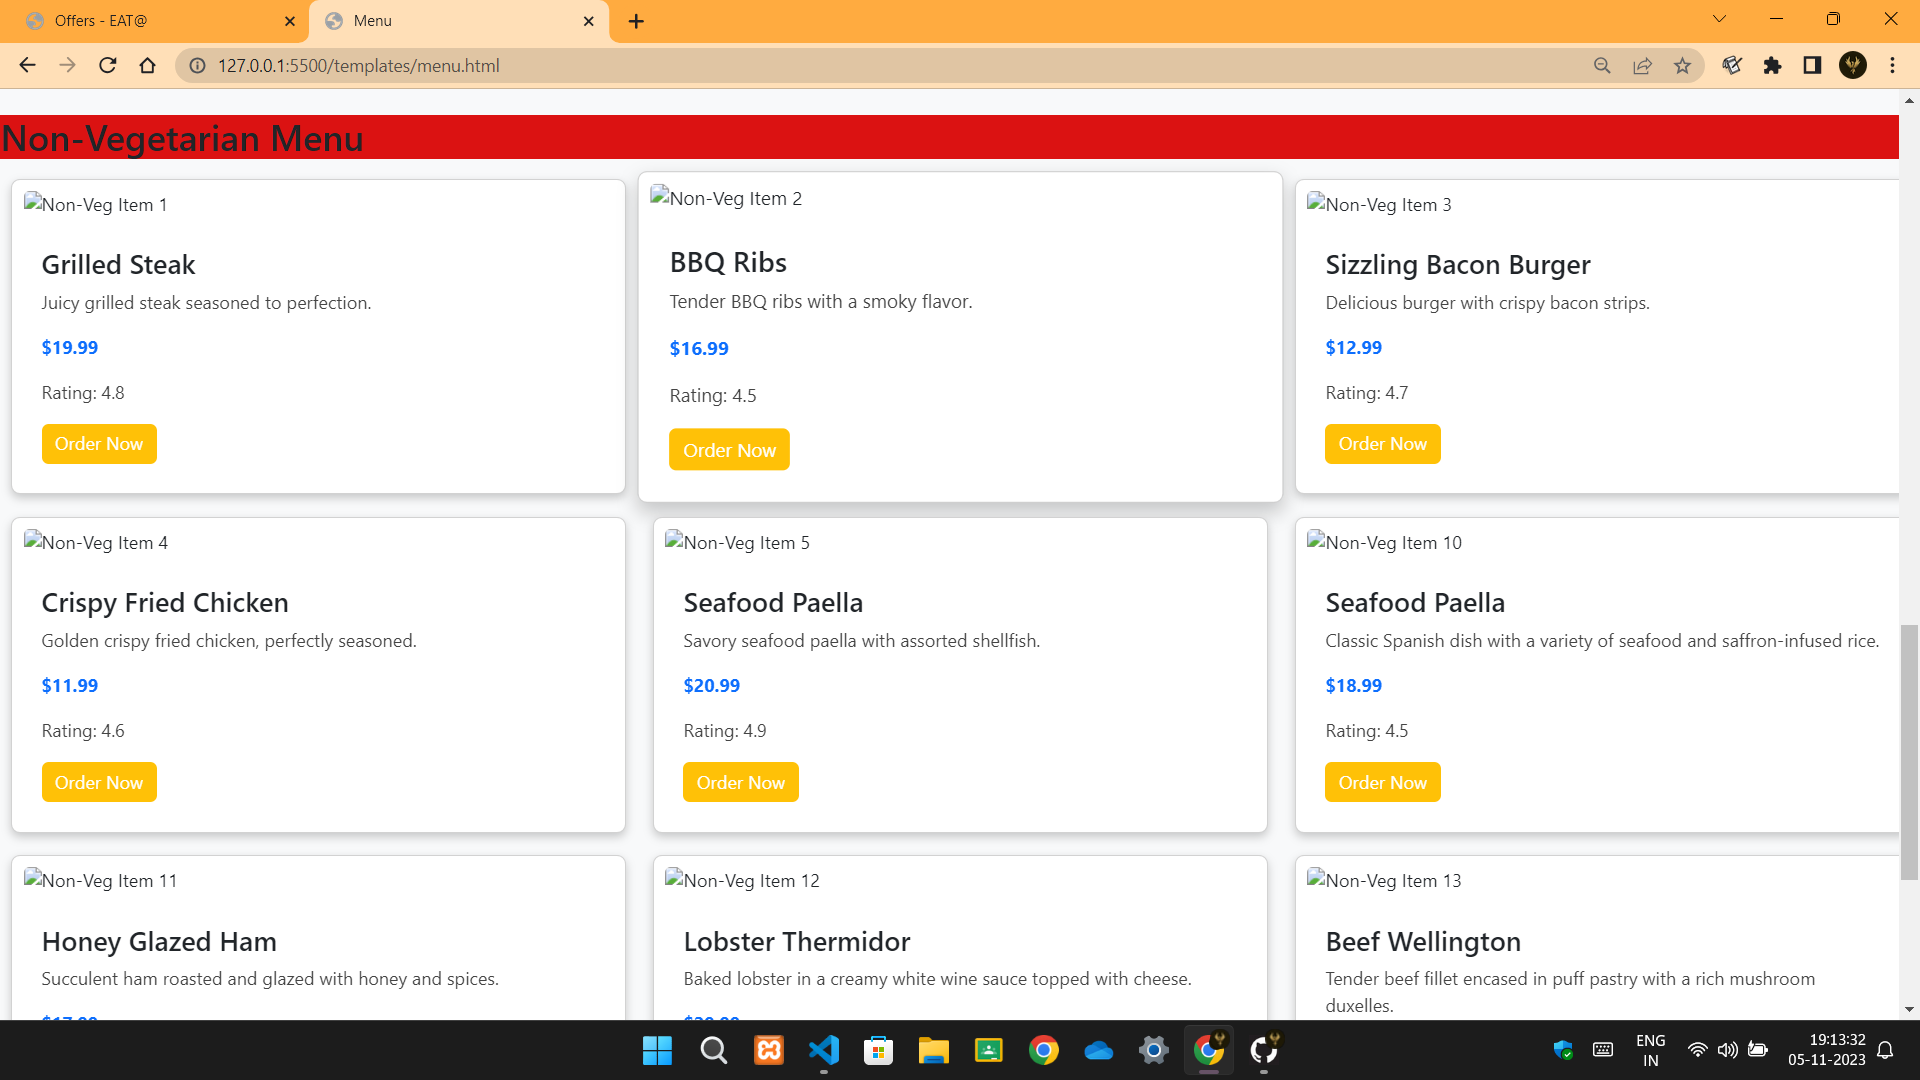 Offers - EAT@
Menu
127.0.0.1:5500/templates/menu.html
Non-Vegetarian Menu
Non-Veg Item 1
Grilled Steak
Juicy grilled steak seasoned to perfection.
$19.99
Rating: 4.8
Order Now
Non-Veg Item 2
BBQ Ribs
Tender BBQ ribs with a smoky flavor.
$16.99
Rating: 4.5
Order Now
Non-Veg Item 3
Sizzling Bacon Burger
Delicious burger with crispy bacon strips.
$12.99
Rating: 4.7
Order Now
Non-Veg Item 4
Crispy Fried Chicken
Golden crispy fried chicken, perfectly seasoned.
$11.99
Rating: 4.6
Order Now
Non-Veg Item 5
Seafood Paella
Savory seafood paella with assorted shellfish.
$20.99
Rating: 4.9
Order Now
Non-Veg Item 10
Seafood Paella
Classic Spanish dish with a variety of seafood and saffron-infused rice.
$18.99
Rating: 4.5
Order Now
Non-Veg Item 11
Honey Glazed Ham
Succulent ham roasted and glazed with honey and spices.
Non-Veg Item 12
Lobster Thermidor
Baked lobster in a creamy white wine sauce topped with cheese.
Non-Veg Item 13
Beef Wellington
Tender beef fillet encased in puff pastry with a rich mushroom
duxelles.
ENG
IN
19:13:32
05-11-2023